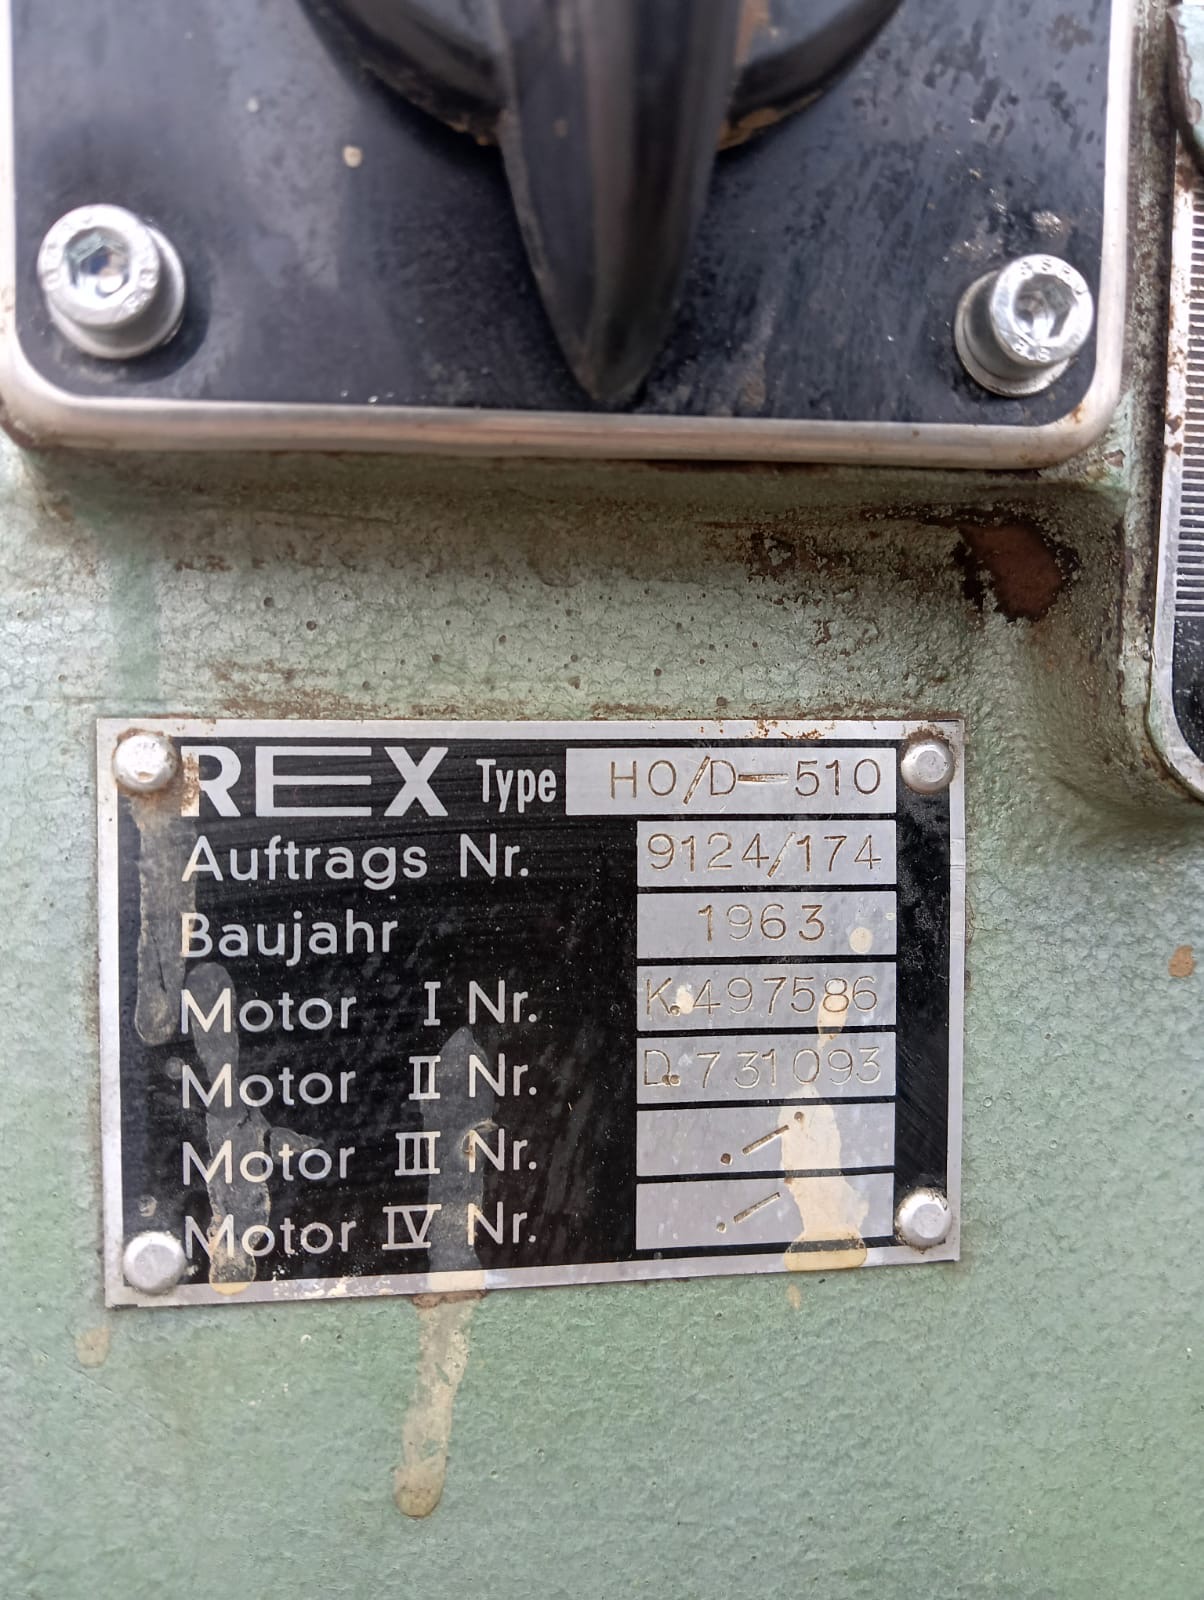 REX Type HO/D-510
Auftrags Nr. 9124/174
Baujahr 1963
Motor I Nr. K.497586
Motor II Nr. D.731093
Motor III Nr. ./.
Motor IV Nr. ./.